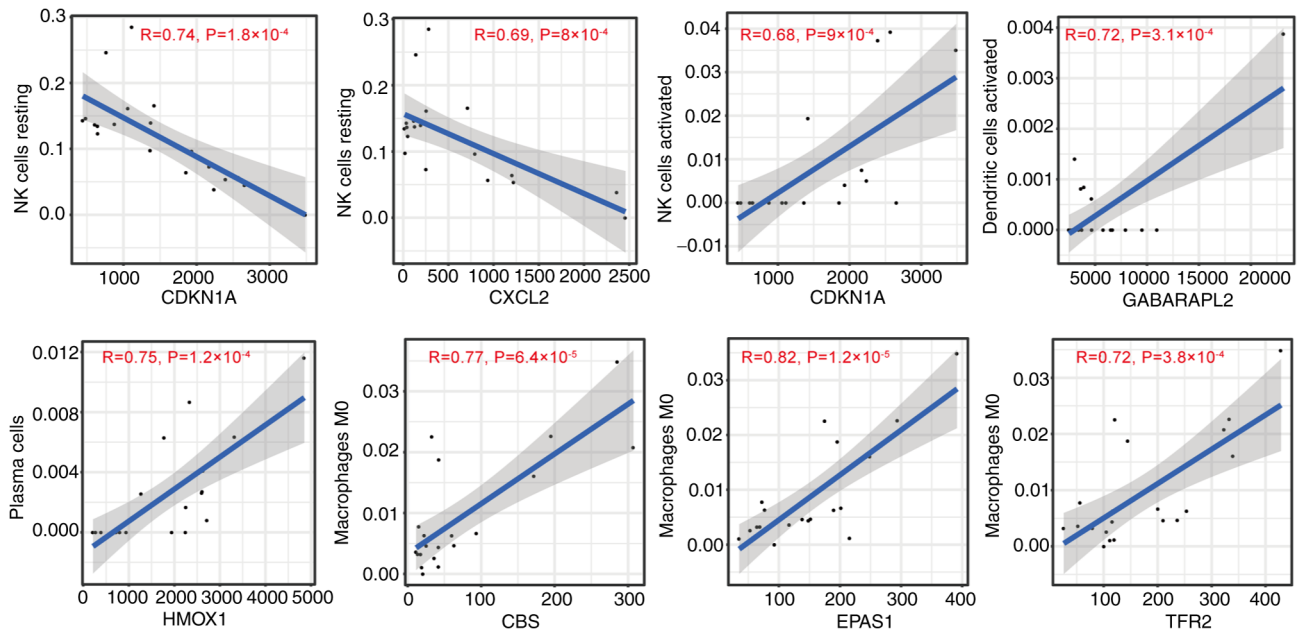 R=0.74, P=1.8×10-4
NK cells resting
0.3
0.2
0.1
0.0
1000 2000 3000
CDKN1A
R=0.69, P=8×10-4
NK cells resting
0.3
0.2
0.1
0.0
0 500 1000 1500 2000 2500
CXCL2
R=0.68, P=9×10-4
NK cells activated
0.04
0.03
0.02
0.01
0.00
−0.01
1000 2000 3000
CDKN1A
R=0.72, P=3.1×10-4
Dendritic cells activated
0.004
0.003
0.002
0.001
0.000
5000 10000 15000 20000
GABARAPL2
R=0.75, P=1.2×10-4
Plasma cells
0.012
0.008
0.004
0.000
0 1000 2000 3000 4000 5000
HMOX1
R=0.77, P=6.4×10-5
Macrophages M0
0.03
0.02
0.01
0.00
0 100 200 300
CBS
R=0.82, P=1.2×10-5
Macrophages M0
0.03
0.02
0.01
0.00
100 200 300 400
EPAS1
R=0.72, P=3.8×10-4
Macrophages M0
0.03
0.02
0.01
0.00
100 200 300 400
TFR2